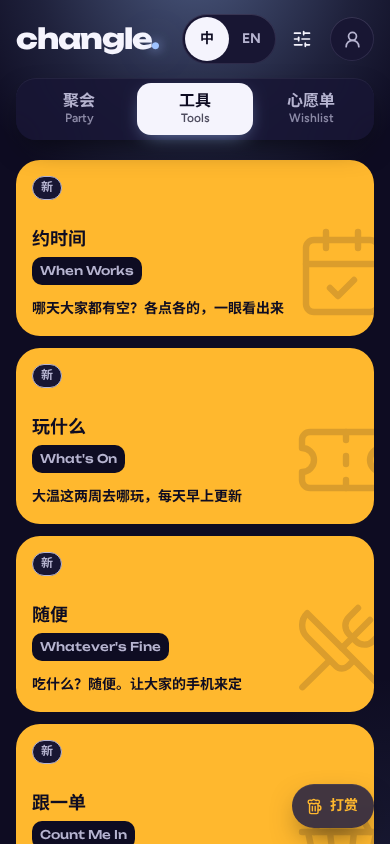 changle.
中 EN
聚会 工具 心愿单
Party Tools Wishlist
新
约时间
When Works
哪天大家都有空？各点各的，一眼看出来
新
玩什么
What's On
大温这两周去哪玩，每天早上更新
新
随便
Whatever's Fine
吃什么？随便。让大家的手机来定
新
跟一单
Count Me In
打赏